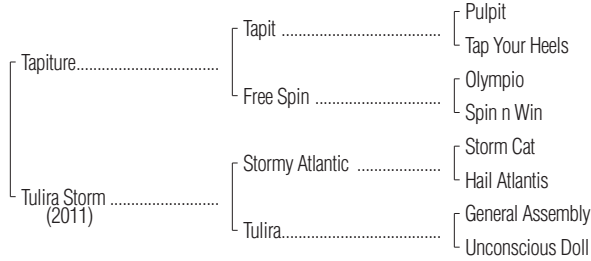 Pulpit
Tapit ........................................
Tap Your Heels
Tapiture...................................
Olympio
Free Spin ...............................
Spin n Win
Storm Cat
Stormy Atlantic .....................
Hail Atlantis
Tulira Storm ..........................
(2011)
General Assembly
Tulira.......................................
Unconscious Doll